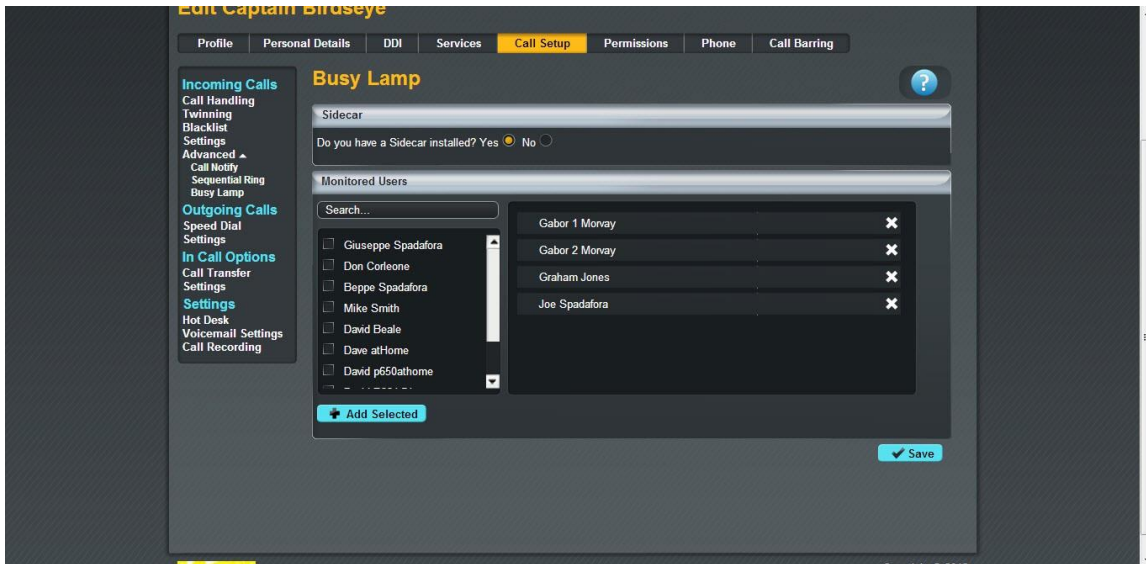 Edit Captain Birdseye
Profile Personal Details DDI Services Call Setup Permissions Phone Call Barring
Incoming Calls
Call Handling
Twinning
Blacklist
Settings
Advanced
Call Notify
Sequential Ring
Busy Lamp
Outgoing Calls
Speed Dial
Settings
In Call Options
Call Transfer
Settings
Settings
Hot Desk
Voicemail Settings
Call Recording
Busy Lamp
?
Sidecar
Do you have a Sidecar installed? Yes No
Monitored Users
Search...
Giuseppe Spadafora
Don Corleone
Beppe Spadafora
Mike Smith
David Beale
Dave atHome
David p650athome
Gabor 1 Morvay
Gabor 2 Morvay
Graham Jones
Joe Spadafora
Add Selected
Save